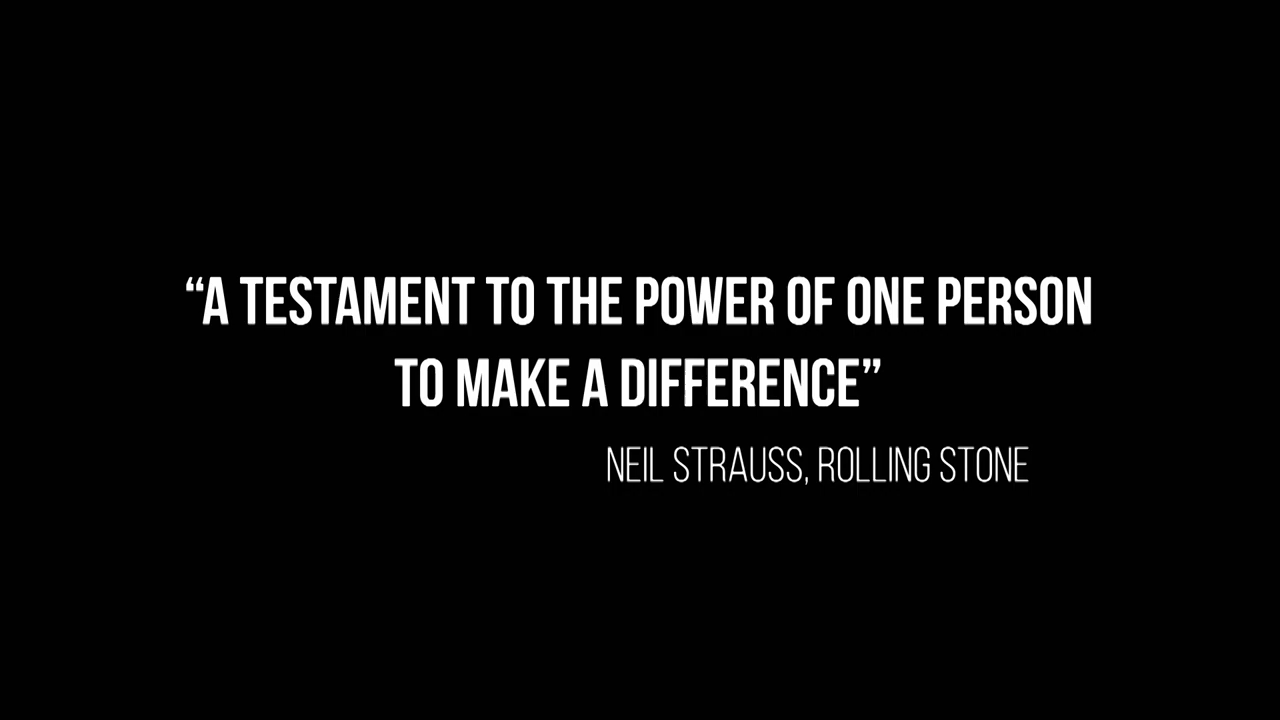 “A TESTAMENT TO THE POWER OF ONE PERSON
TO MAKE A DIFFERENCE”
NEIL STRAUSS, ROLLING STONE